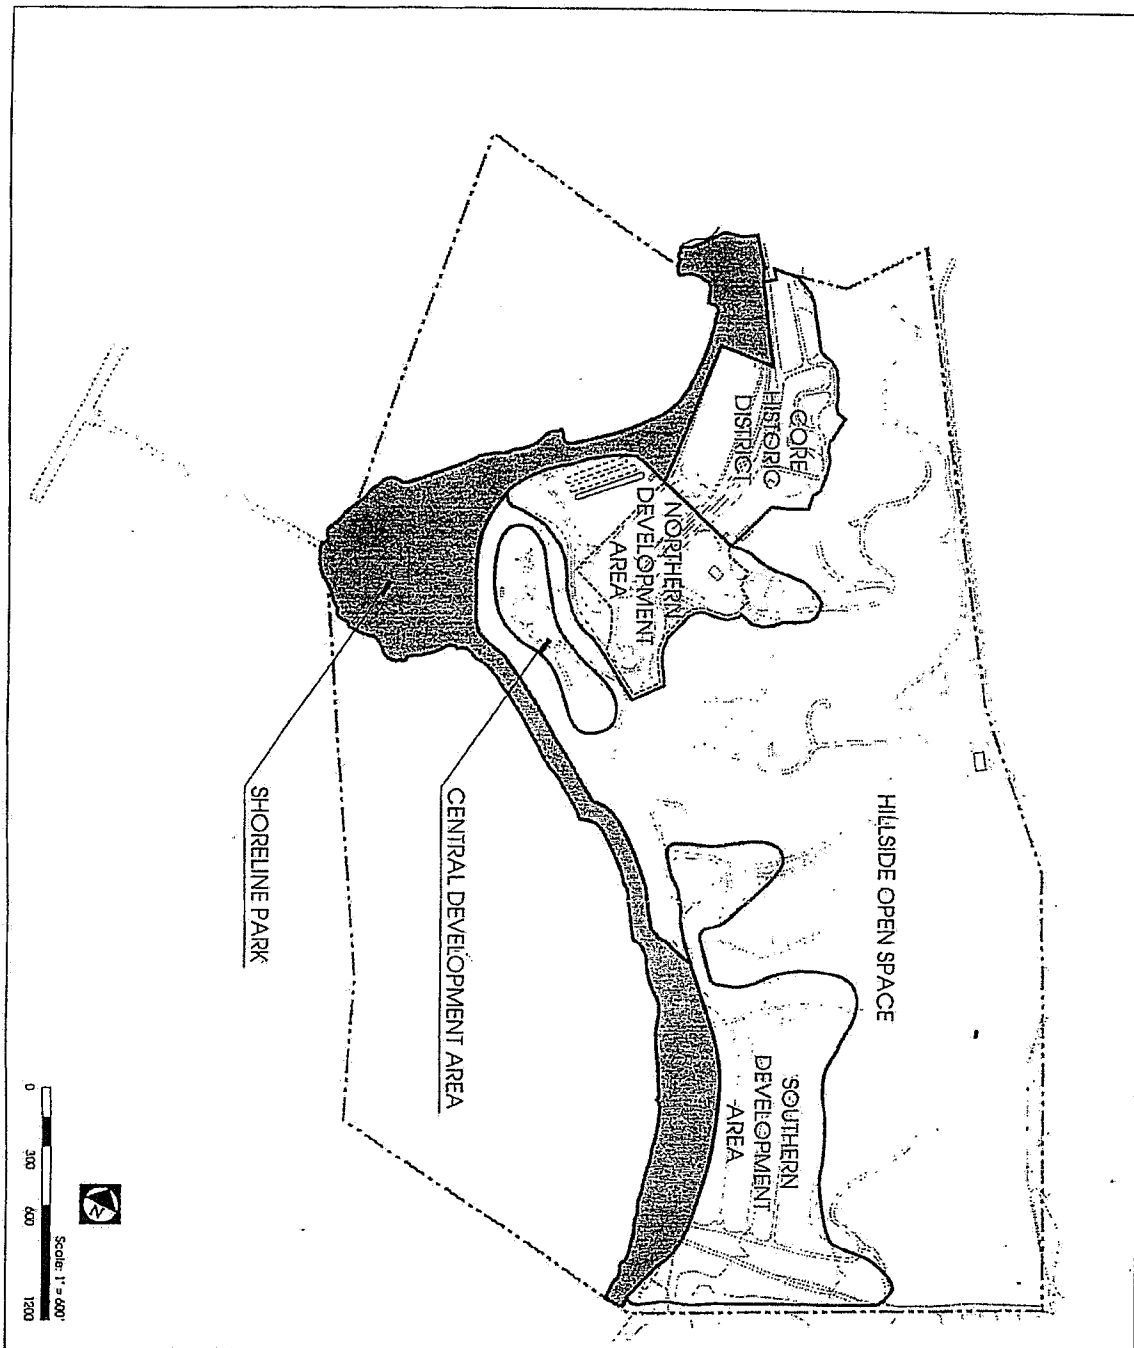 CORE
HISTORIC
DISTRICT
NORTHERN
DEVELOPMENT
AREA
HILLSIDE OPEN SPACE
SOUTHERN
DEVELOPMENT
AREA
CENTRAL DEVELOPMENT AREA
SHORELINE PARK
N
Scale: 1" = 600'
0 300 600 1200